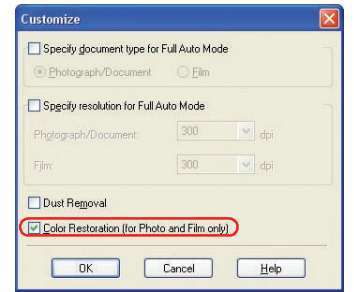 Customize
Specify document type for Full Auto Mode
Photograph/Document Film
Specify resolution for Full Auto Mode
Photograph/Document: 300 dpi
Film: 300 dpi
Dust Removal
Color Restoration (for Photo and Film only)
OK Cancel Help